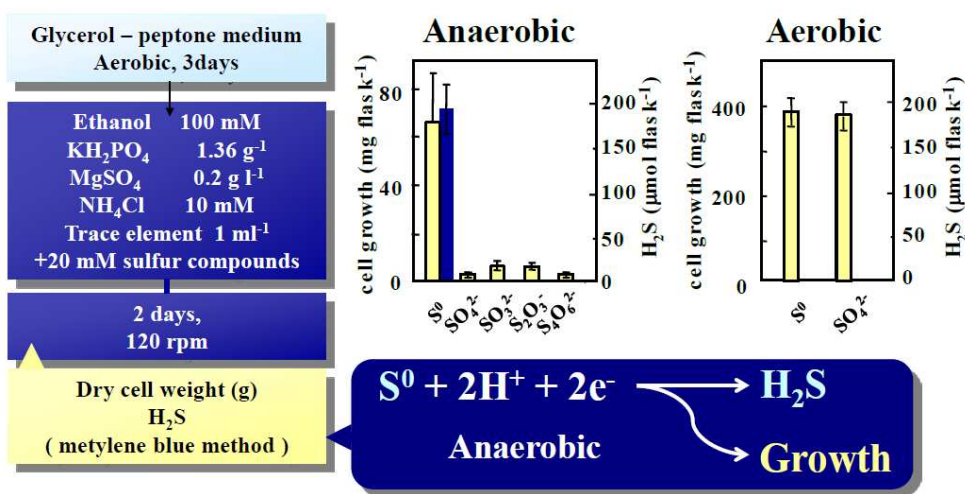 Glycerol – peptone medium
Aerobic, 3days
Ethanol 100 mM
KH₂PO₄ 1.36 g⁻¹
MgSO₄ 0.2 g l⁻¹
NH₄Cl 10 mM
Trace element 1 ml⁻¹
+20 mM sulfur compounds
2 days,
120 rpm
Dry cell weight (g)
H₂S
( metylene blue method )
Anaerobic
cell growth (mg flask⁻¹)
80
40
0
200
150
100
50
0
H₂S (μmol flask⁻¹)
S⁰
SO₄²⁻
SO₃²⁻
S₂O₃⁻
S₄O₆²⁻
Aerobic
cell growth (mg flask⁻¹)
400
200
0
200
150
100
50
0
H₂S (μmol flask⁻¹)
S⁰
SO₄²⁻
S⁰ + 2H⁺ + 2e⁻
H₂S
Anaerobic
Growth